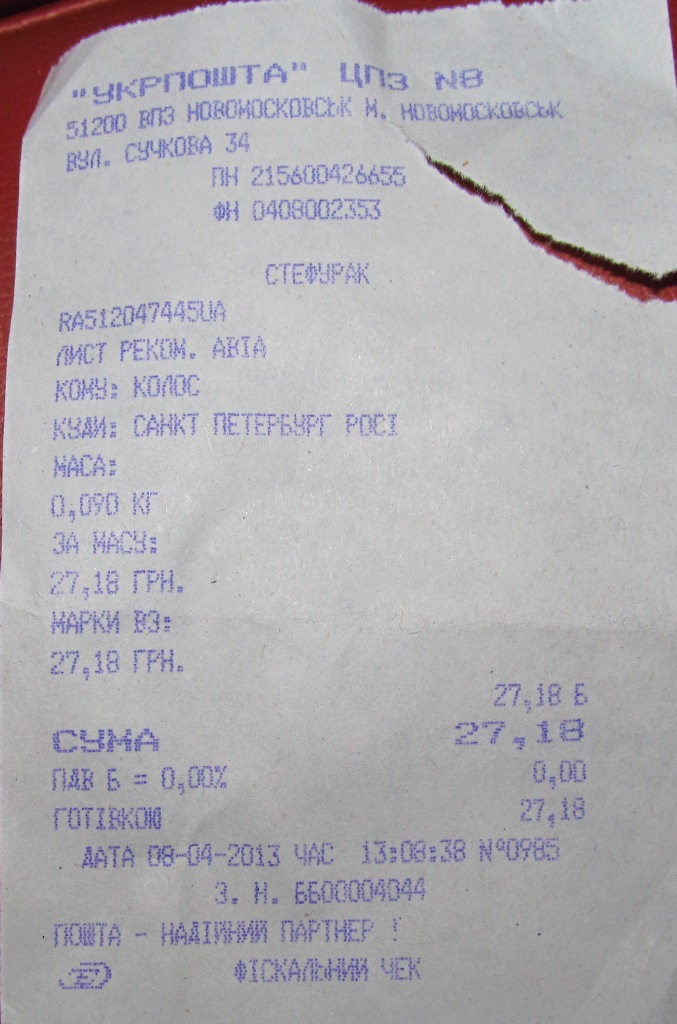 "УКРПОШТА" ЦПЗ N8
51200 ВПЗ НОВОМОСКОВСЬК М. НОВОМОСКОВСЬК
ВУЛ. СУЧКОВА 34
ПН 215600426655
ФН 0408002353
СТЕФУРАК
RA512047445UA
ЛИСТ РЕКОМ. АВІА
КОМУ: КОЛОС
КУДИ: САНКТ ПЕТЕРБУРГ РОСІ
МАСА:
0,090 КГ
ЗА МАСУ:
27,18 ГРН.
МАРКИ ВЗ:
27,18 ГРН.
27,18 Б
СУМА 27,18
ПДВ Б = 0,00% 0,00
ГОТІВКОЮ 27,18
ДАТА 08-04-2013 ЧАС 13:08:38 №0985
З. Н. ББ00004044
ПОШТА - НАДІЙНИЙ ПАРТНЕР !
ФІСКАЛЬНИЙ ЧЕК